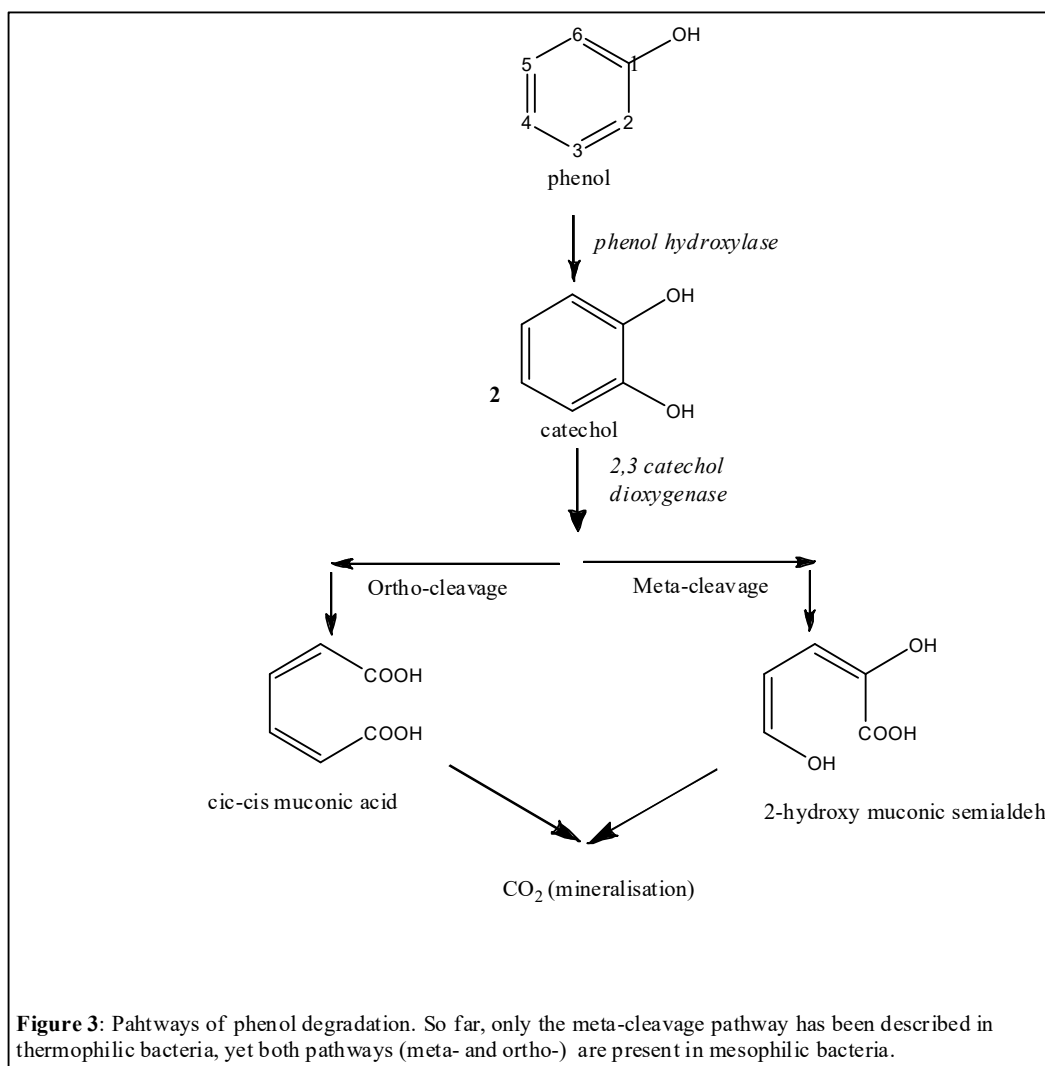 OH
6
1
5
4
2
3
phenol
phenol hydroxylase
OH
2
OH
catechol
2,3 catechol
dioxygenase
Ortho-cleavage
Meta-cleavage
COOH
COOH
OH
COOH
OH
cic-cis muconic acid
2-hydroxy muconic semialdeh
CO2 (mineralisation)
Figure 3: Pahtways of phenol degradation. So far, only the meta-cleavage pathway has been described in
thermophilic bacteria, yet both pathways (meta- and ortho-) are present in mesophilic bacteria.